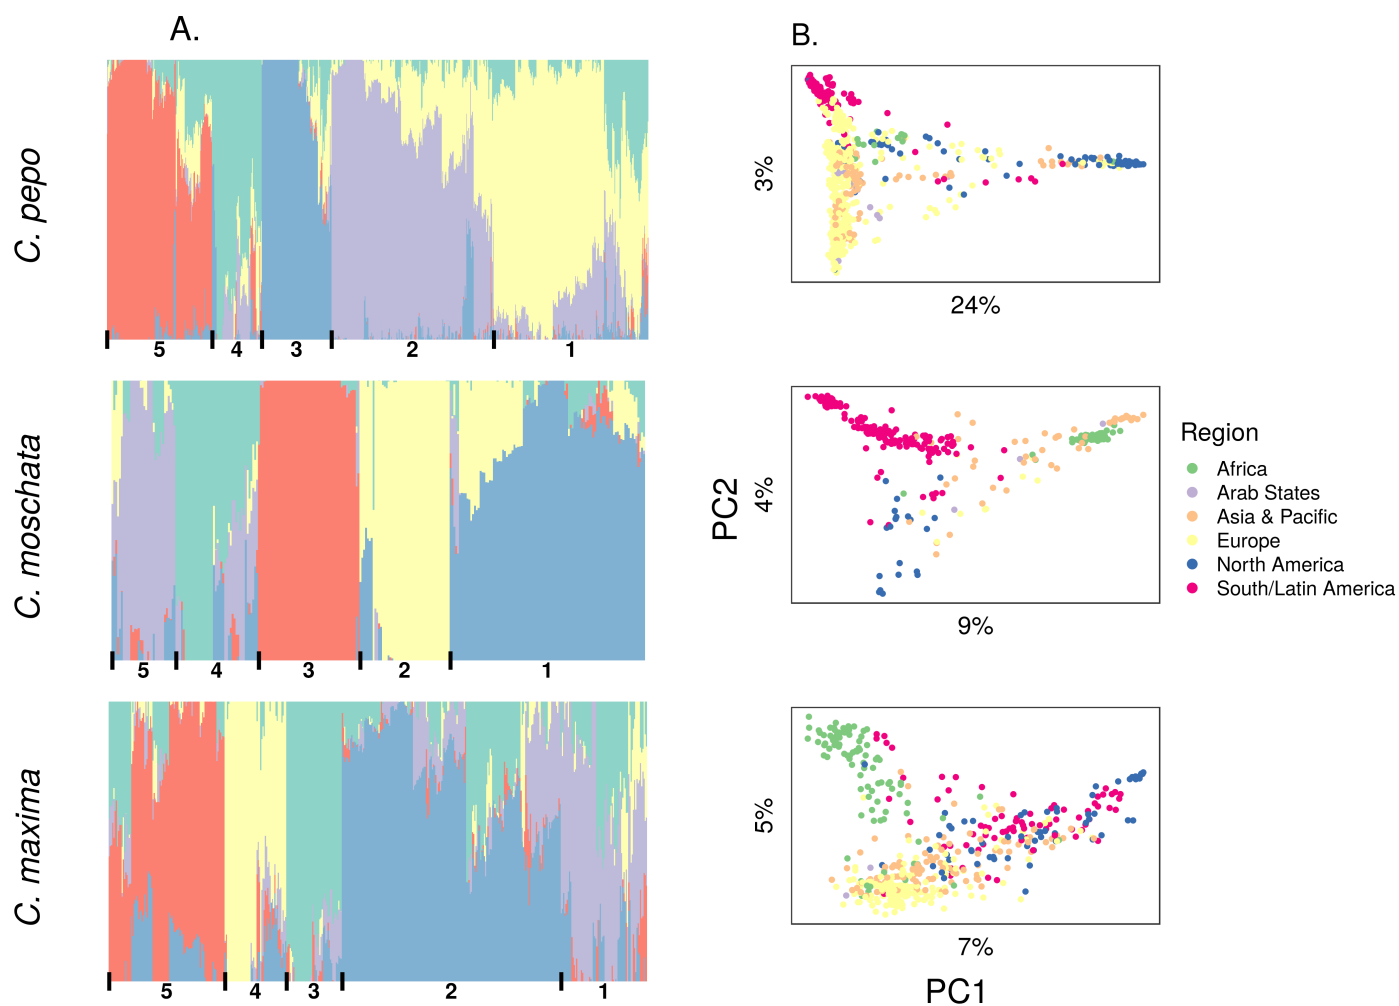 A.
B.
C. pepo
5 4 3 2 1
3%
24%
C. moschata
5 4 3 2 1
PC2
4%
9%
Region
Africa
Arab States
Asia & Pacific
Europe
North America
South/Latin America
C. maxima
5 4 3 2 1
5%
7%
PC1